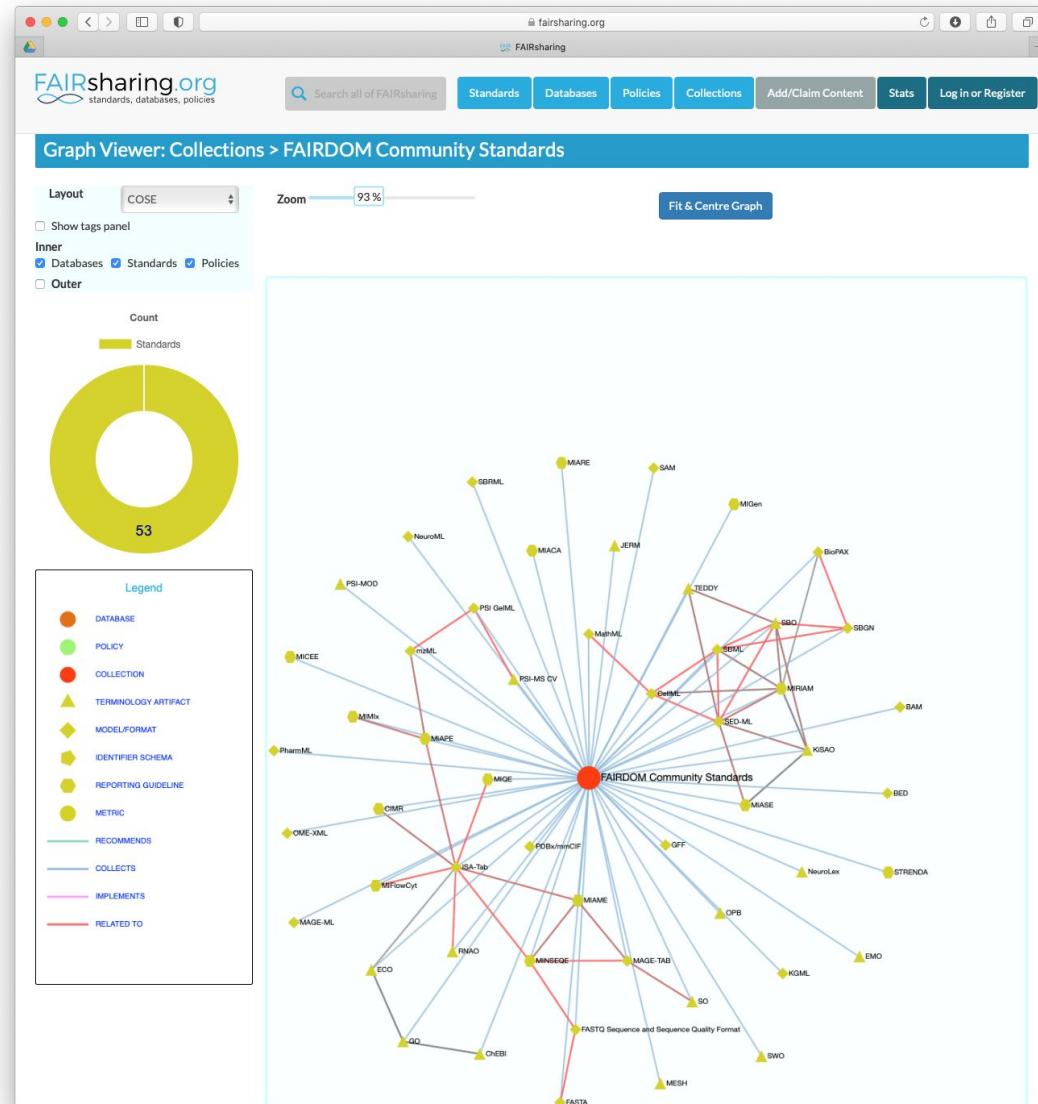 fairsharing.org
FAIRsharing
FAIRsharing.org
standards, databases, policies
Search all of FAIRsharing
Standards
Databases
Policies
Collections
Add/Claim Content
Stats
Log in or Register
Graph Viewer: Collections > FAIRDOM Community Standards
Layout
COSE
Zoom
93 %
Fit & Centre Graph
Show tags panel
Inner
Databases Standards Policies
Outer
Count
Standards
53
Legend
DATABASE
POLICY
COLLECTION
TERMINOLOGY ARTIFACT
MODEL/FORMAT
IDENTIFIER SCHEMA
REPORTING GUIDELINE
METRIC
RECOMMENDS
COLLECTS
IMPLEMENTS
RELATED TO
MIARE
SAM
SBRML
MIGen
NeuroML
JERM
MIACA
BioPAX
PSI-MOD
TEDDY
PSI GelML
SBO
SBGN
MathML
mzML
SBML
MICEE
PSI-MS CV
MIRIAM
CellML
BAM
MIMIx
SED-ML
MIAPE
PharmML
KiSAO
FAIRDOM Community Standards
MIQE
BED
MIASE
CIMR
OME-XML
PDBx/mmCIF
GFF
ISA-Tab
NeuroLex
STRENDA
MIFlowCyt
MIAME
OPB
MAGE-ML
RNAO
EMO
MINSEQE
MAGE-TAB
ECO
KGML
SO
FASTQ Sequence and Sequence Quality Format
GO
ChEBI
SWO
MESH
FASTA